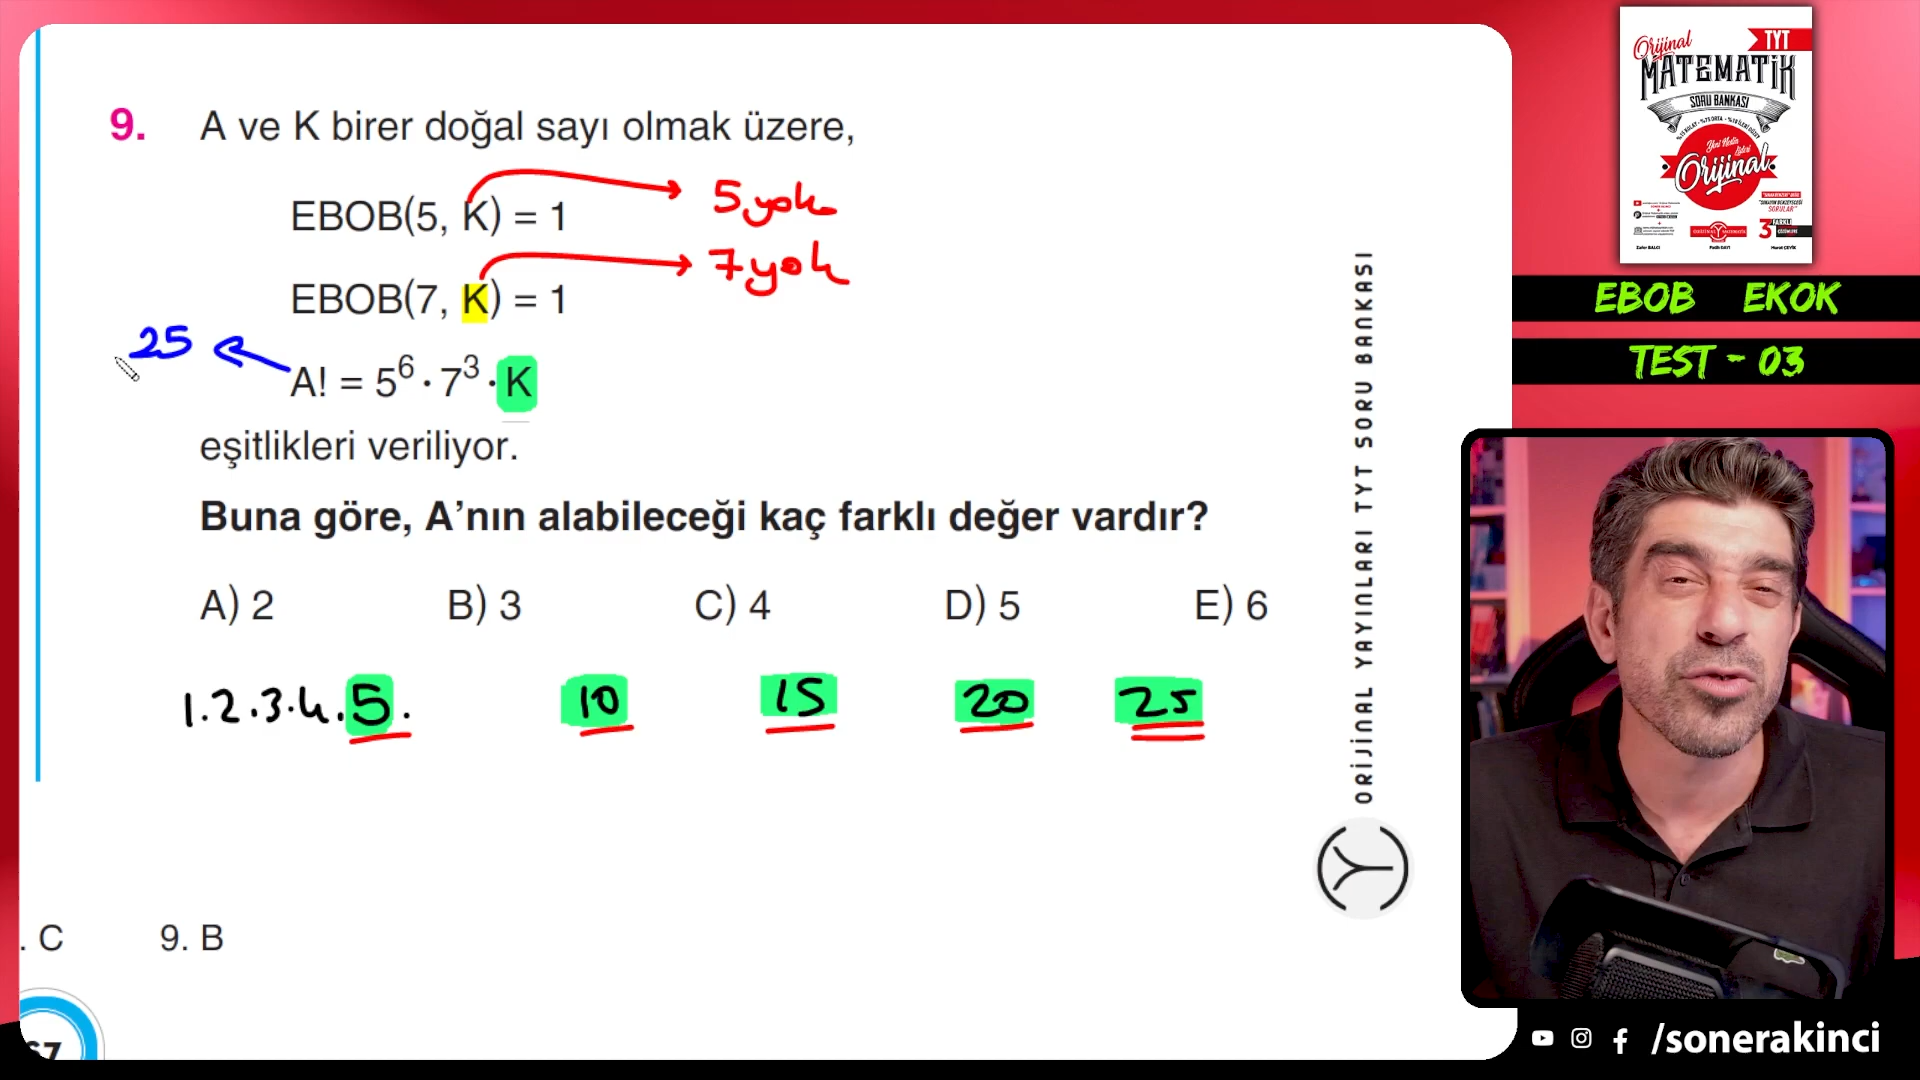 9. A ve K birer doğal sayı olmak üzere,
EBOB(5, K) = 1
5 yok
EBOB(7, K) = 1
7 yok
25
A! = 5⁶ · 7³ · K
eşitlikleri veriliyor.
Buna göre, A’nın alabileceği kaç farklı değer vardır?
A) 2 B) 3 C) 4 D) 5 E) 6
1.2.3.4.5. 10 15 20 25
. C 9. B
67
ORİJİNAL YAYINLARI TYT SORU BANKASI
Orijinal TYT
MATEMATİK
SORU BANKASI
Orijinal
3 FARKLI
EBOB EKOK
TEST - 03
/sonerakinci